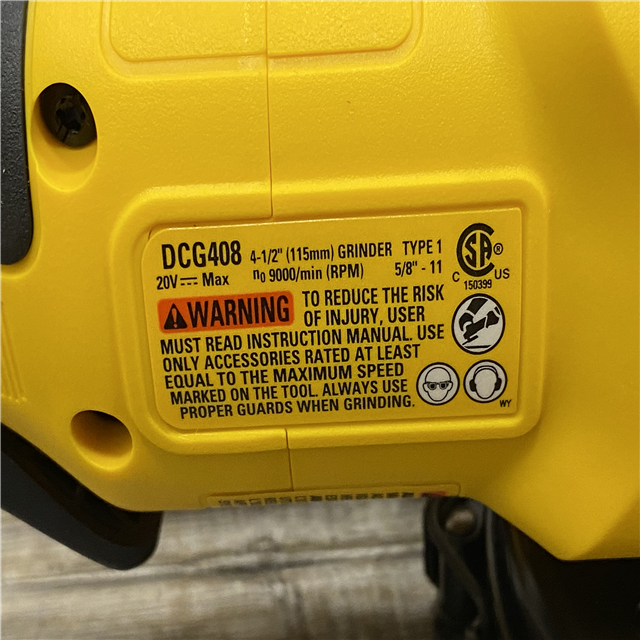 DCG408 4-1/2" (115mm) GRINDER TYPE 1
20V⎓ Max n₀ 9000/min (RPM) 5/8" - 11
CSA ®
C US
150399
⚠WARNING TO REDUCE THE RISK
OF INJURY, USER
MUST READ INSTRUCTION MANUAL. USE
ONLY ACCESSORIES RATED AT LEAST
EQUAL TO THE MAXIMUM SPEED
MARKED ON THE TOOL. ALWAYS USE
PROPER GUARDS WHEN GRINDING.
WY